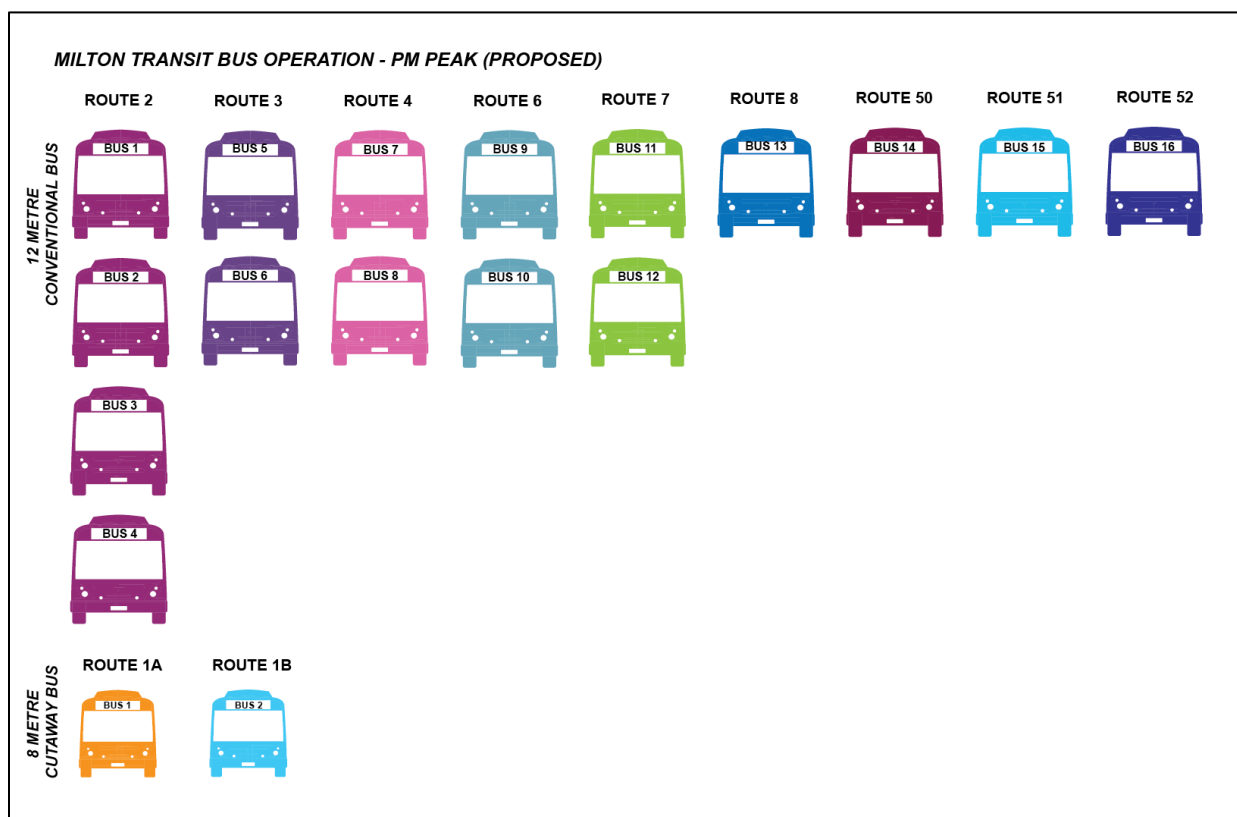 MILTON TRANSIT BUS OPERATION - PM PEAK (PROPOSED)
12 METRE
CONVENTIONAL BUS
ROUTE 2
ROUTE 3
ROUTE 4
ROUTE 6
ROUTE 7
ROUTE 8
ROUTE 50
ROUTE 51
ROUTE 52
BUS 1
BUS 5
BUS 7
BUS 9
BUS 11
BUS 13
BUS 14
BUS 15
BUS 16
BUS 2
BUS 6
BUS 8
BUS 10
BUS 12
BUS 3
BUS 4
8 METRE
CUTAWAY BUS
ROUTE 1A
ROUTE 1B
BUS 1
BUS 2